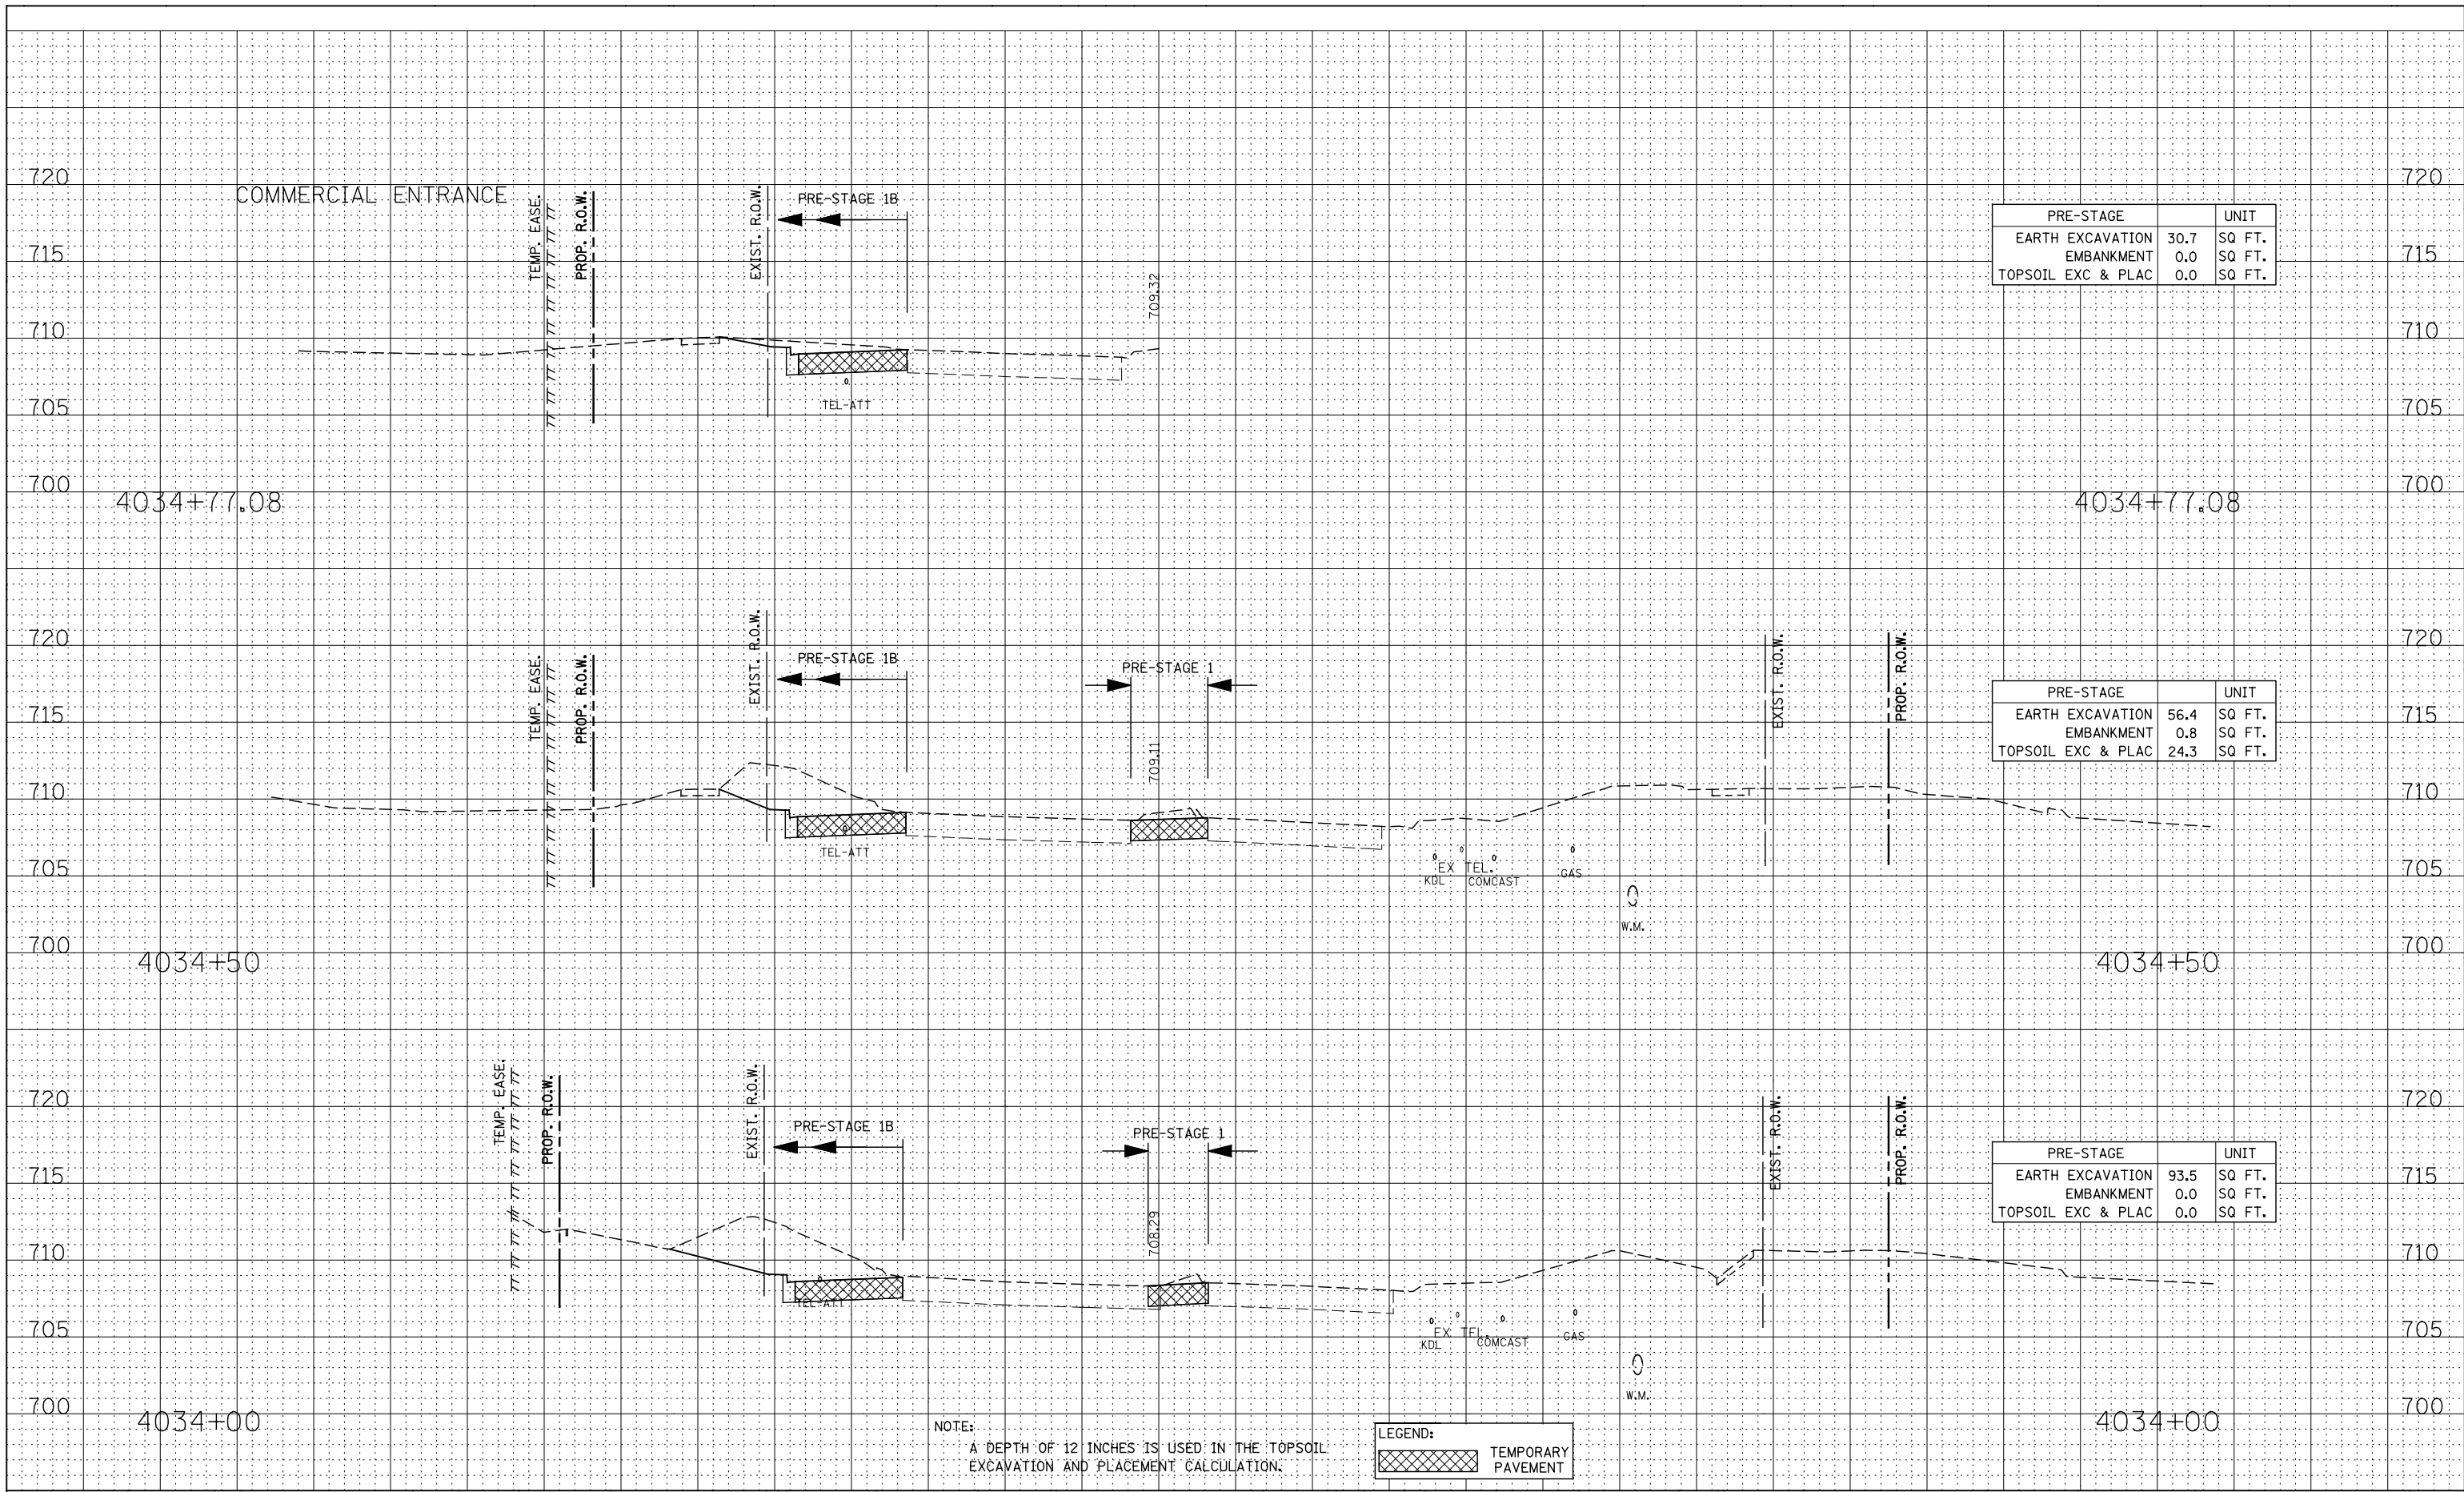 720 720
COMMERCIAL ENTRANCE
TEMP. EASE.
PROP. R.O.W.
EXIST. R.O.W.
PRE-STAGE 1B
709.32
PRE-STAGE UNIT
EARTH EXCAVATION 30.7 SQ FT.
EMBANKMENT 0.0 SQ FT.
TOPSOIL EXC & PLAC 0.0 SQ FT.
715 715
710 710
TEL-ATT
705 705
700 700
4034+77.08 4034+77.08
720 720
TEMP. EASE.
PROP. R.O.W.
EXIST. R.O.W.
PRE-STAGE 1B
PRE-STAGE 1
709.11
EXIST. R.O.W.
PROP. R.O.W.
PRE-STAGE UNIT
EARTH EXCAVATION 56.4 SQ FT.
EMBANKMENT 0.8 SQ FT.
TOPSOIL EXC & PLAC 24.3 SQ FT.
715 715
710 710
TEL-ATT
EX TEL.
KDL COMCAST
GAS
705 705
W.M.
700 700
4034+50 4034+50
720 720
TEMP. EASE.
PROP. R.O.W.
EXIST. R.O.W.
PRE-STAGE 1B
PRE-STAGE 1
708.29
EXIST. R.O.W.
PROP. R.O.W.
PRE-STAGE UNIT
EARTH EXCAVATION 93.5 SQ FT.
EMBANKMENT 0.0 SQ FT.
TOPSOIL EXC & PLAC 0.0 SQ FT.
715 715
710 710
TEL-ATT
EX TEL.
KDL COMCAST
GAS
705 705
W.M.
700 700
4034+00 4034+00
NOTE:
A DEPTH OF 12 INCHES IS USED IN THE TOPSOIL
EXCAVATION AND PLACEMENT CALCULATION.
LEGEND:
TEMPORARY
PAVEMENT